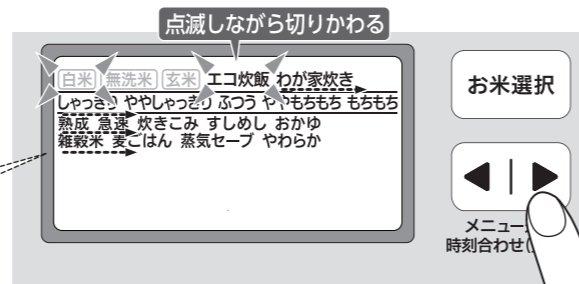 点滅しながら切りかわる
白米 無洗米 玄米 エコ炊飯 わが家炊き
しゃっきり ややしゃっきり ふつう ややもちもち もちもち
熟成 急速 炊きこみ すしめし おかゆ
雑穀米 麦ごはん 蒸気セーブ やわらか
お米選択
メニュー
時刻合わせ